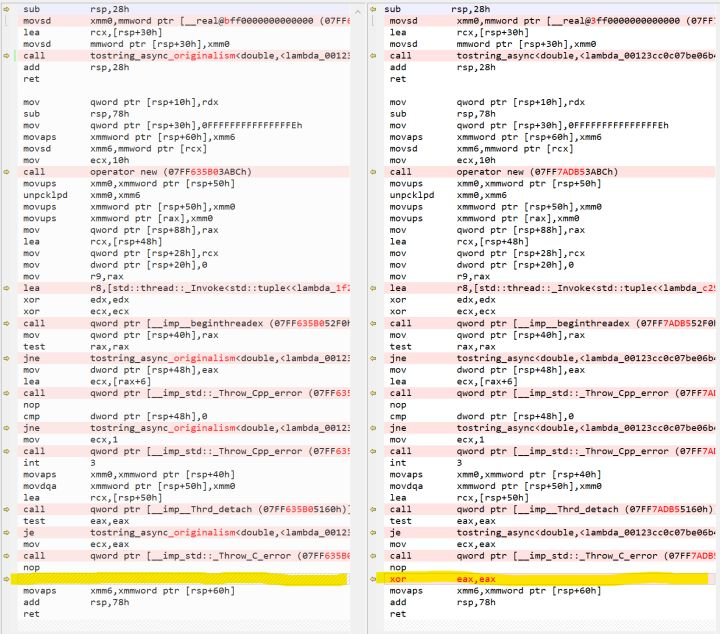 sub rsp,28h
movsd xmm0,mmword ptr [__real@bff0000000000000 (07FF6
lea rcx,[rsp+30h]
movsd mmword ptr [rsp+30h],xmm0
call tostring_async_originalism<double,<lambda_00123
add rsp,28h
ret
mov qword ptr [rsp+10h],rdx
sub rsp,78h
mov qword ptr [rsp+30h],0FFFFFFFFFFFFFFFEh
movaps xmmword ptr [rsp+60h],xmm6
movsd xmm6,mmword ptr [rcx]
mov ecx,10h
call operator new (07FF635B03ABCh)
movups xmm0,xmmword ptr [rsp+50h]
unpcklpd xmm0,xmm6
movups xmmword ptr [rsp+50h],xmm0
movups xmmword ptr [rax],xmm0
mov qword ptr [rsp+88h],rax
lea rcx,[rsp+48h]
mov qword ptr [rsp+28h],rcx
mov dword ptr [rsp+20h],0
mov r9,rax
lea r8,[std::thread::_Invoke<std::tuple<<lambda_1f2
xor edx,edx
xor ecx,ecx
call qword ptr [__imp__beginthreadex (07FF635B052F0h
mov qword ptr [rsp+40h],rax
test rax,rax
jne tostring_async_originalism<double,<lambda_00123
mov dword ptr [rsp+48h],eax
lea ecx,[rax+6]
call qword ptr [__imp_std::_Throw_Cpp_error (07FF635
nop
cmp dword ptr [rsp+48h],0
jne tostring_async_originalism<double,<lambda_00123
mov ecx,1
call qword ptr [__imp_std::_Throw_Cpp_error (07FF635
int 3
movaps xmm0,xmmword ptr [rsp+40h]
movdqa xmmword ptr [rsp+50h],xmm0
lea rcx,[rsp+50h]
call qword ptr [__imp__Thrd_detach (07FF635B05160h)]
test eax,eax
je tostring_async_originalism<double,<lambda_00123
mov ecx,eax
call qword ptr [__imp_std::_Throw_C_error (07FF635B0
nop
movaps xmm6,xmmword ptr [rsp+60h]
add rsp,78h
ret
sub rsp,28h
movsd xmm0,mmword ptr [__real@3ff0000000000000 (07FF7
lea rcx,[rsp+30h]
movsd mmword ptr [rsp+30h],xmm0
call tostring_async<double,<lambda_00123cc0c07be06b4
add rsp,28h
ret
mov qword ptr [rsp+10h],rdx
sub rsp,78h
mov qword ptr [rsp+30h],0FFFFFFFFFFFFFFFEh
movaps xmmword ptr [rsp+60h],xmm6
movsd xmm6,mmword ptr [rcx]
mov ecx,10h
call operator new (07FF7ADB53ABCh)
movups xmm0,xmmword ptr [rsp+50h]
unpcklpd xmm0,xmm6
movups xmmword ptr [rsp+50h],xmm0
movups xmmword ptr [rax],xmm0
mov qword ptr [rsp+88h],rax
lea rcx,[rsp+48h]
mov qword ptr [rsp+28h],rcx
mov dword ptr [rsp+20h],0
mov r9,rax
lea r8,[std::thread::_Invoke<std::tuple<<lambda_c25
xor edx,edx
xor ecx,ecx
call qword ptr [__imp__beginthreadex (07FF7ADB552F0h
mov qword ptr [rsp+40h],rax
test rax,rax
jne tostring_async<double,<lambda_00123cc0c07be06b4
mov dword ptr [rsp+48h],eax
lea ecx,[rax+6]
call qword ptr [__imp_std::_Throw_Cpp_error (07FF7AD
nop
cmp dword ptr [rsp+48h],0
jne tostring_async<double,<lambda_00123cc0c07be06b4
mov ecx,1
call qword ptr [__imp_std::_Throw_Cpp_error (07FF7AD
int 3
movaps xmm0,xmmword ptr [rsp+40h]
movdqa xmmword ptr [rsp+50h],xmm0
lea rcx,[rsp+50h]
call qword ptr [__imp__Thrd_detach (07FF7ADB55160h)]
test eax,eax
je tostring_async<double,<lambda_00123cc0c07be06b4
mov ecx,eax
call qword ptr [__imp_std::_Throw_C_error (07FF7ADB5
nop
xor eax,eax
movaps xmm6,xmmword ptr [rsp+60h]
add rsp,78h
ret